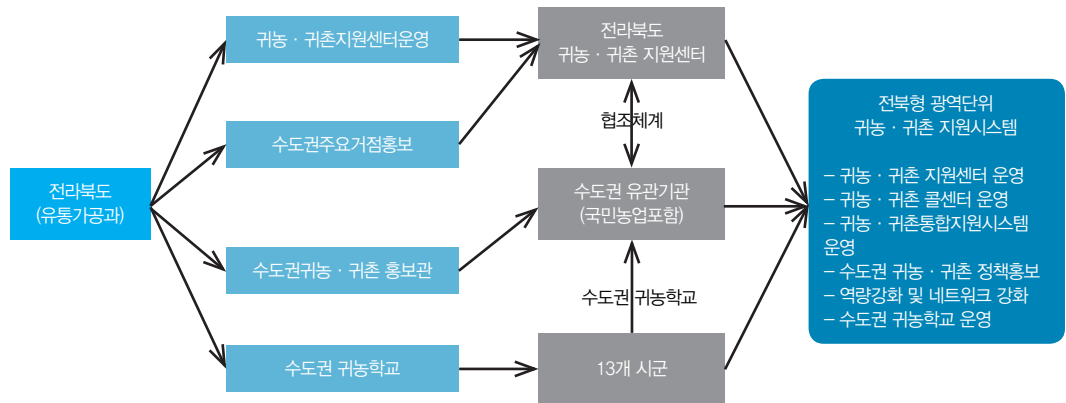 전라북도
(유통가공과)
귀농 · 귀촌지원센터운영
수도권주요거점홍보
수도권귀농 · 귀촌 홍보관
수도권 귀농학교
전라북도
귀농 · 귀촌 지원센터
협조체계
수도권 유관기관
(국민농업포함)
수도권 귀농학교
13개 시군
전북형 광역단위
귀농 · 귀촌 지원시스템
– 귀농 · 귀촌 지원센터 운영
– 귀농 · 귀촌 콜센터 운영
– 귀농 · 귀촌통합지원시스템
운영
– 수도권 귀농 · 귀촌 정책홍보
– 역량강화 및 네트워크 강화
– 수도권 귀농학교 운영